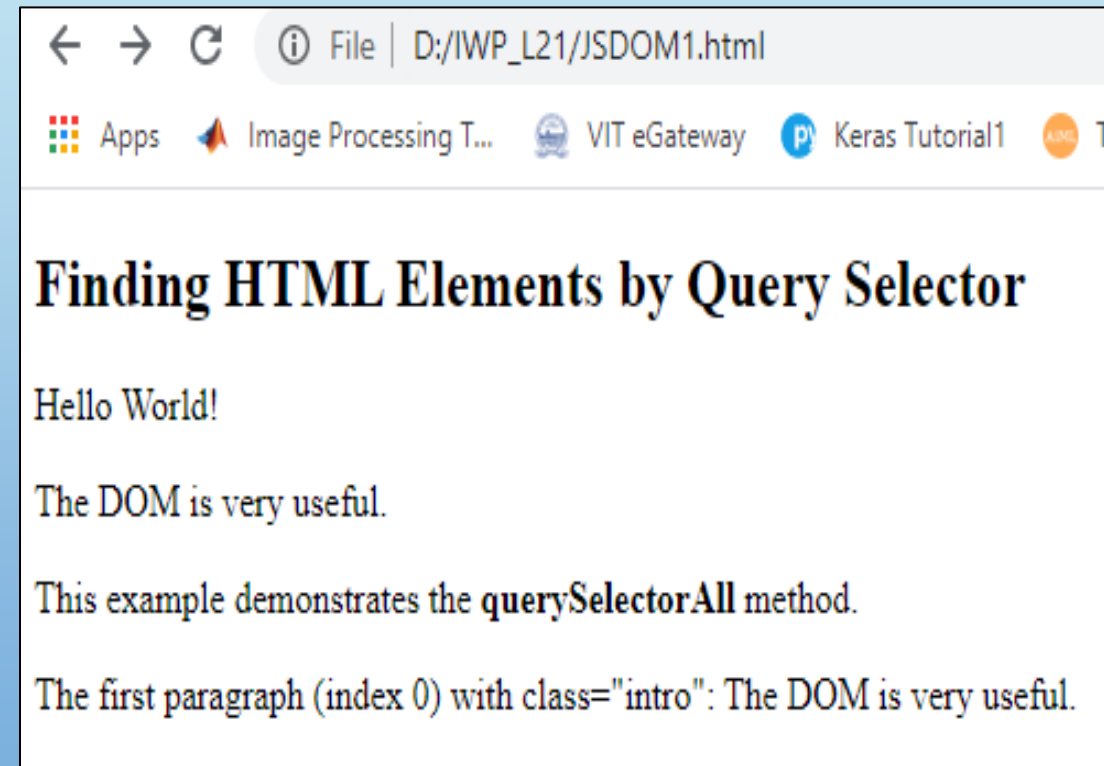 File | D:/IWP_L21/JSDOM1.html
Apps Image Processing T... VIT eGateway py Keras Tutorial1 AIML T
Finding HTML Elements by Query Selector
Hello World!
The DOM is very useful.
This example demonstrates the querySelectorAll method.
The first paragraph (index 0) with class="intro": The DOM is very useful.